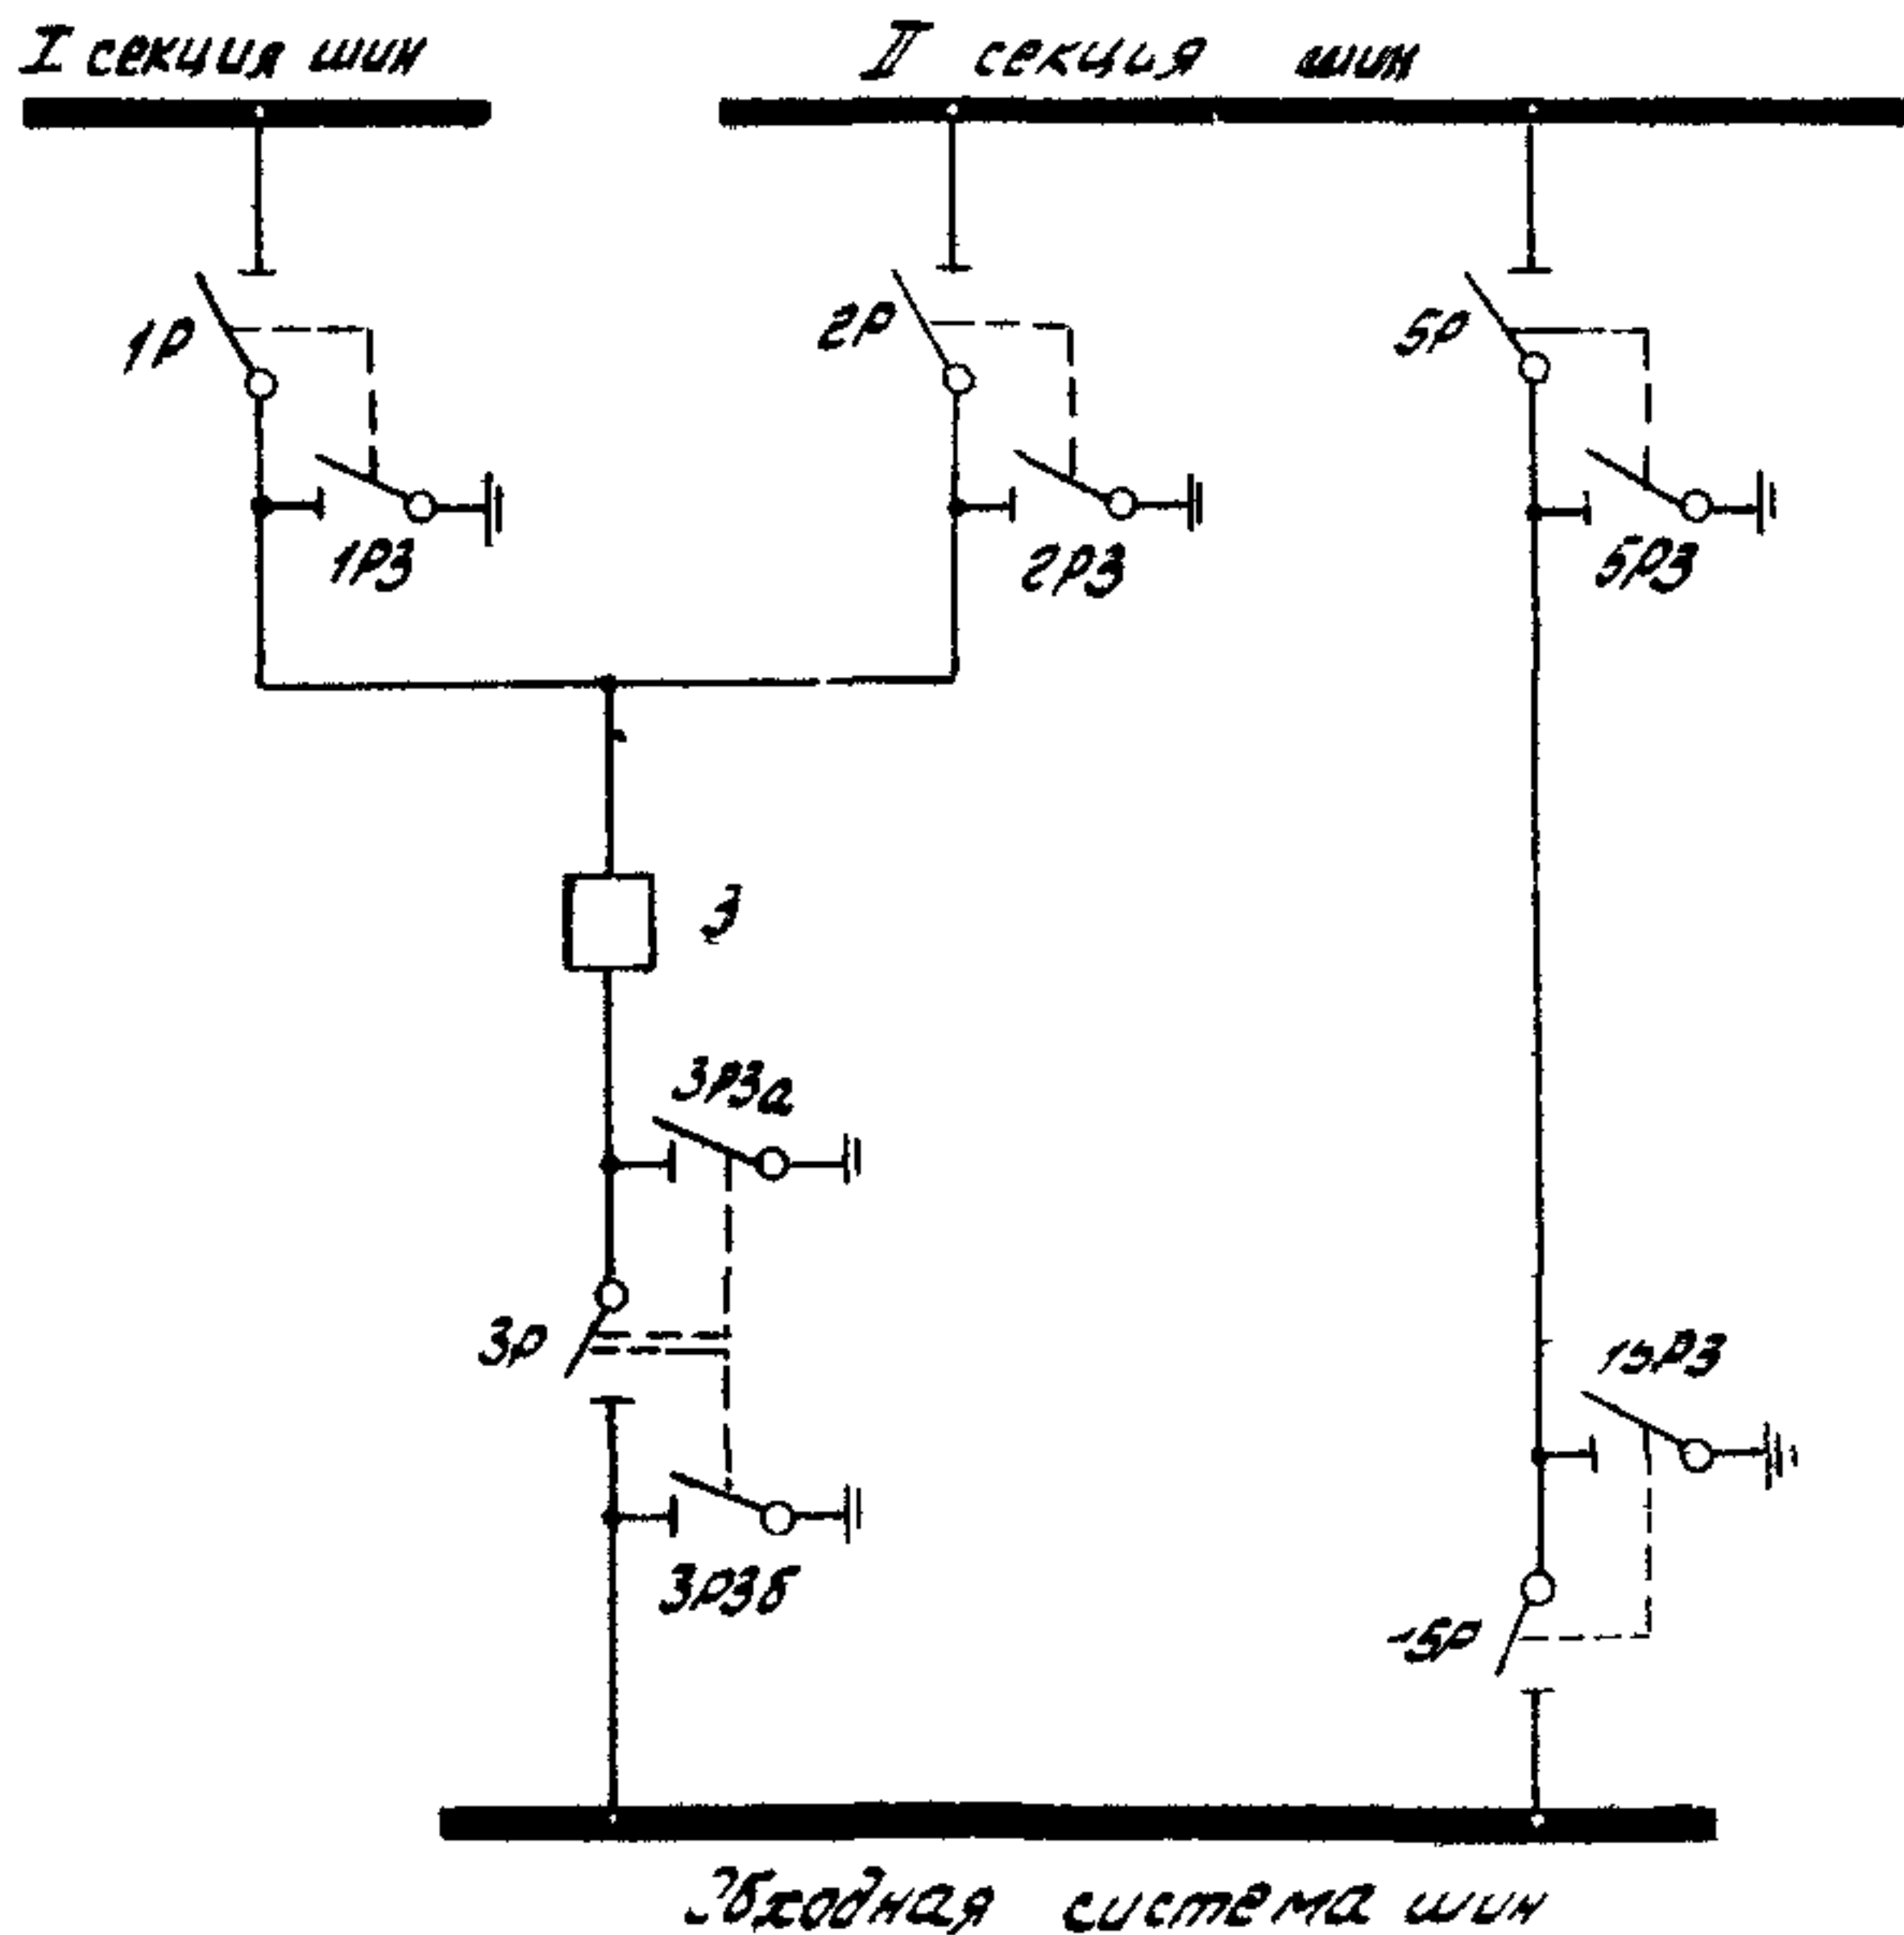 I секция шин
II секция шин
1Р
2Р
5Р
1РЗ
2РЗ
5РЗ
3
3РЗа
3Р
15РЗ
3РЗб
15Р
Обходная система шин